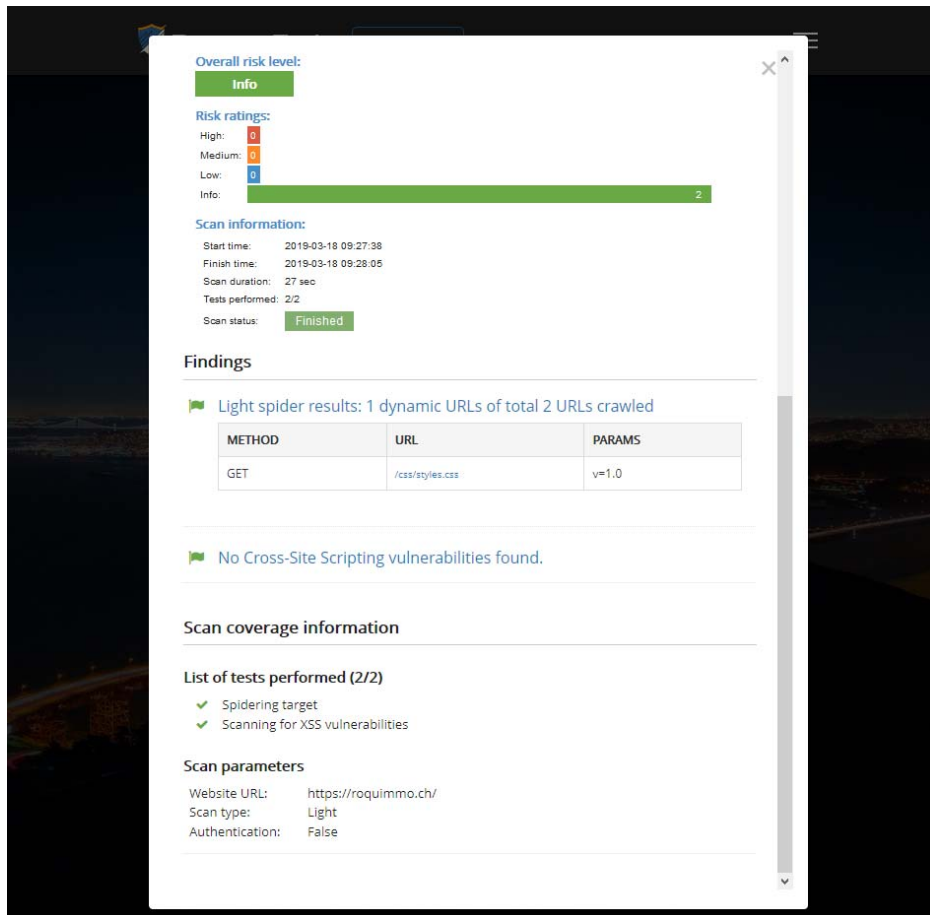 Overall risk level:
Info
Risk ratings:
High: 0
Medium: 0
Low: 0
Info: 2
Scan information:
Start time: 2019-03-18 09:27:38
Finish time: 2019-03-18 09:28:05
Scan duration: 27 sec
Tests performed: 2/2
Scan status: Finished
Findings
Light spider results: 1 dynamic URLs of total 2 URLs crawled
METHOD URL PARAMS
GET /css/styles.css v=1.0
No Cross-Site Scripting vulnerabilities found.
Scan coverage information
List of tests performed (2/2)
Spidering target
Scanning for XSS vulnerabilities
Scan parameters
Website URL: https://roquimmo.ch/
Scan type: Light
Authentication: False